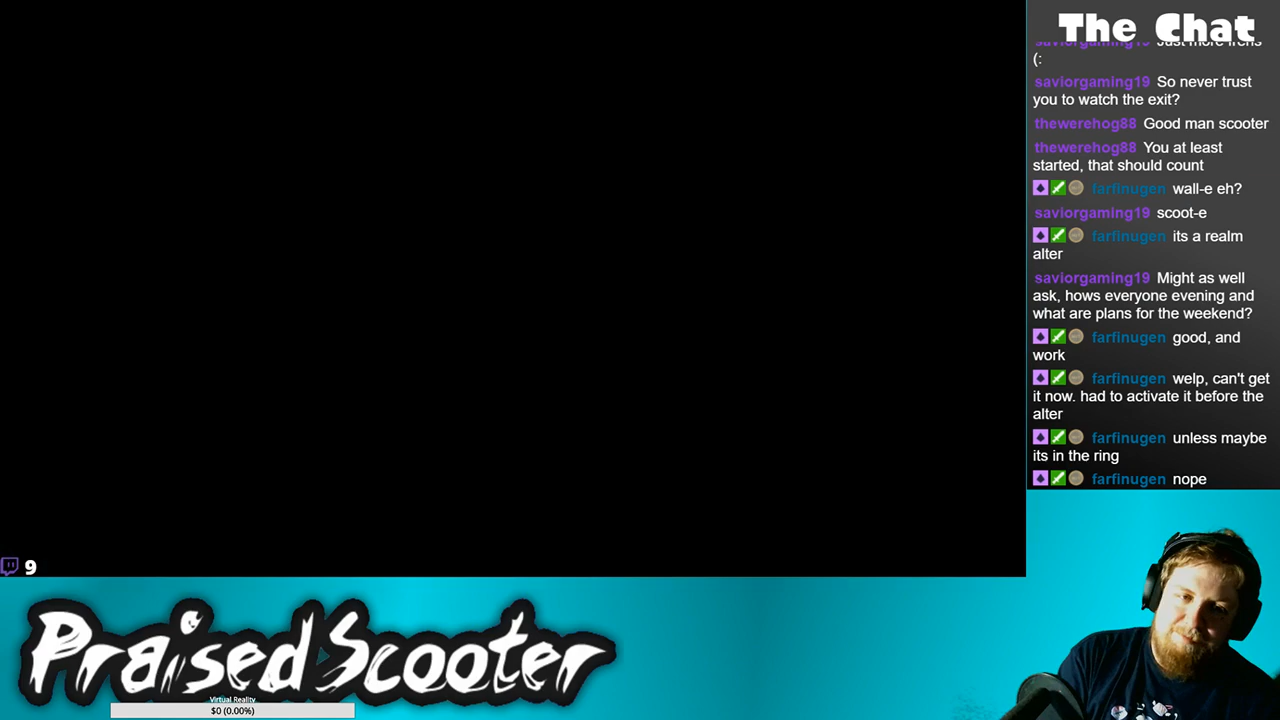 The Chat
saviorgaming19 Just more frens
(:
saviorgaming19 So never trust
you to watch the exit?
thewerehog88 Good man scooter
thewerehog88 You at least
started, that should count
farfinugen wall-e eh?
saviorgaming19 scoot-e
farfinugen its a realm
alter
saviorgaming19 Might as well
ask, hows everyone evening and
what are plans for the weekend?
farfinugen good, and
work
farfinugen welp, can't get
it now. had to activate it before the
alter
farfinugen unless maybe
its in the ring
farfinugen nope
9
PraisedScooter
Virtual Reality
$0 (0.00%)